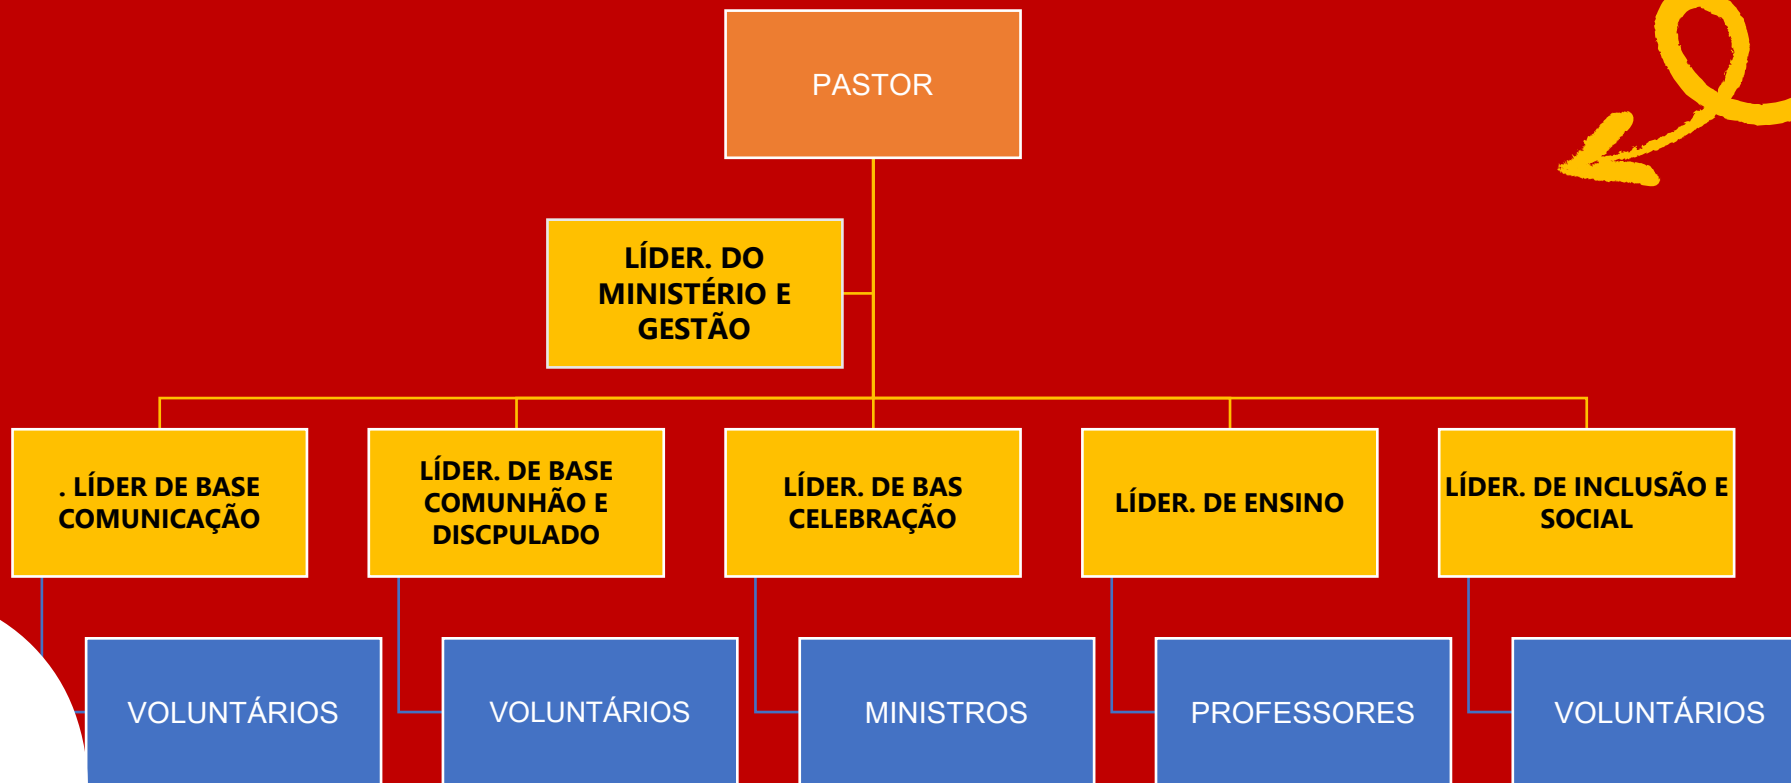 PASTOR
LÍDER. DO
MINISTÉRIO E
GESTÃO
. LÍDER DE BASE
COMUNICAÇÃO
LÍDER. DE BASE
COMUNHÃO E
DISCPULADO
LÍDER. DE BAS
CELEBRAÇÃO
LÍDER. DE ENSINO
LÍDER. DE INCLUSÃO E
SOCIAL
VOLUNTÁRIOS
VOLUNTÁRIOS
MINISTROS
PROFESSORES
VOLUNTÁRIOS